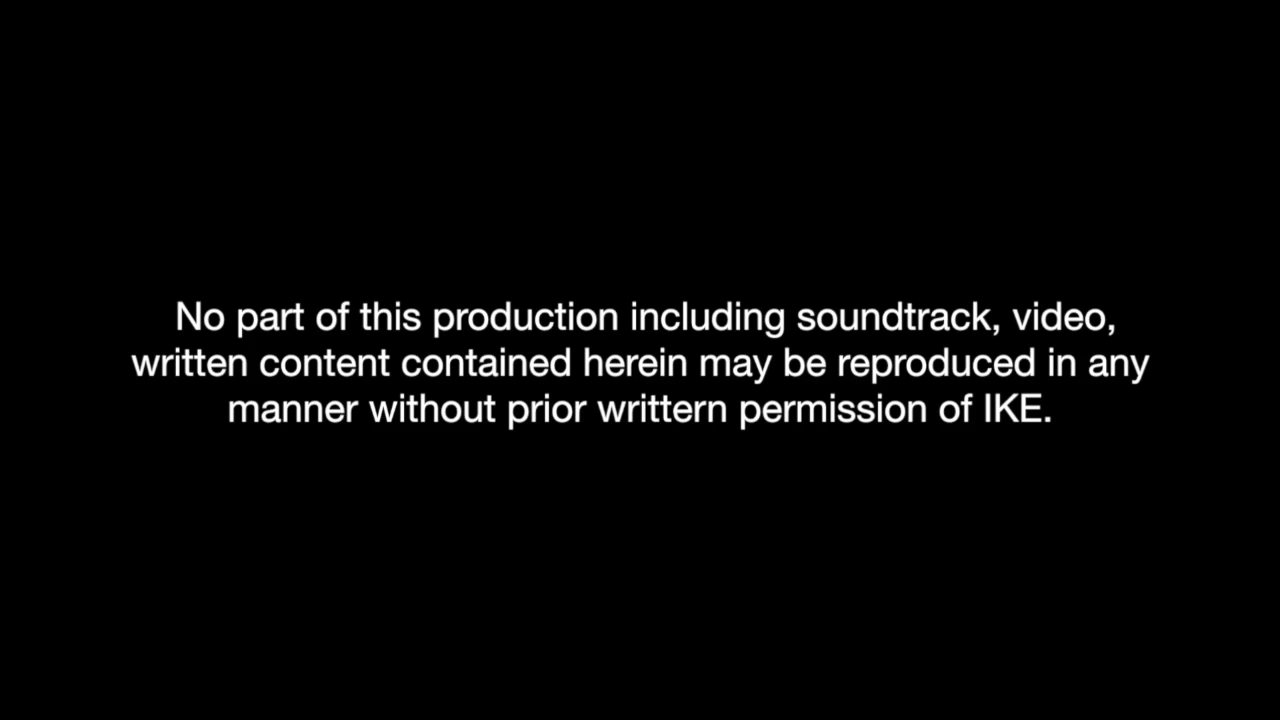 No part of this production including soundtrack, video,
written content contained herein may be reproduced in any
manner without prior writtern permission of IKE.